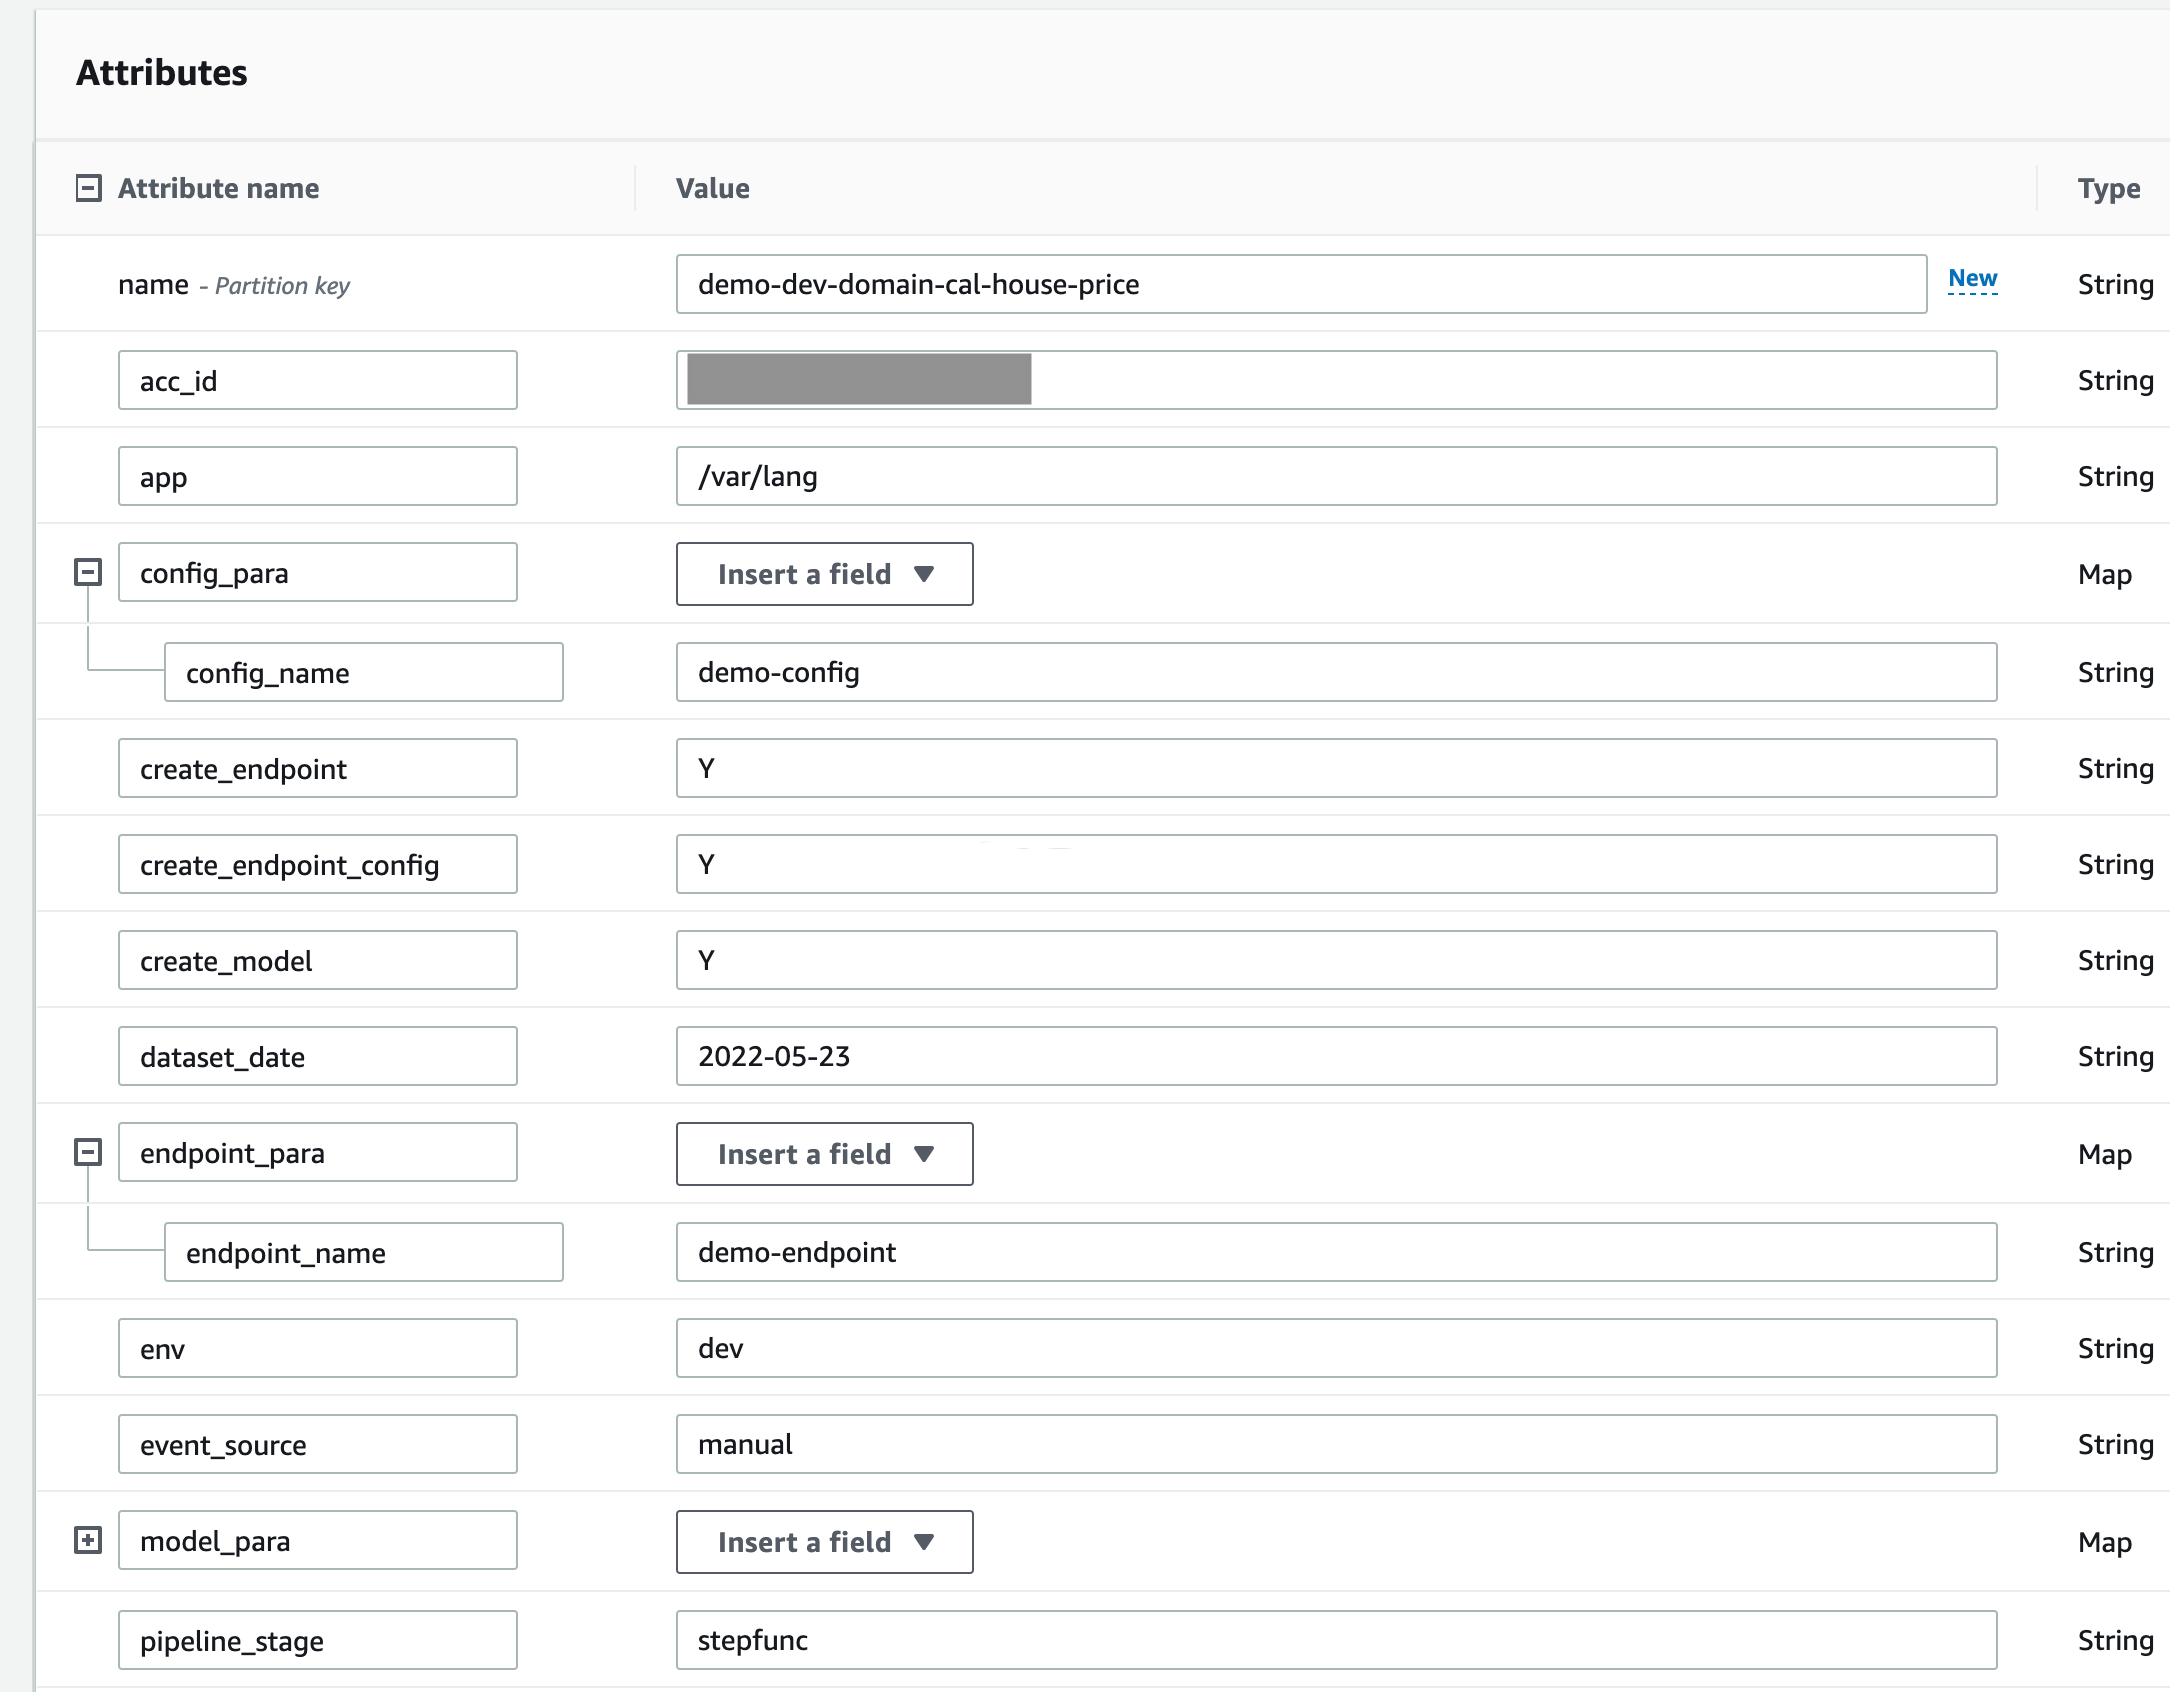 Attributes
Attribute name Value Type
name - Partition key demo-dev-domain-cal-house-price New String
acc_id String
app /var/lang String
config_para Insert a field Map
config_name demo-config String
create_endpoint Y String
create_endpoint_config Y String
create_model Y String
dataset_date 2022-05-23 String
endpoint_para Insert a field Map
endpoint_name demo-endpoint String
env dev String
event_source manual String
model_para Insert a field Map
pipeline_stage stepfunc String